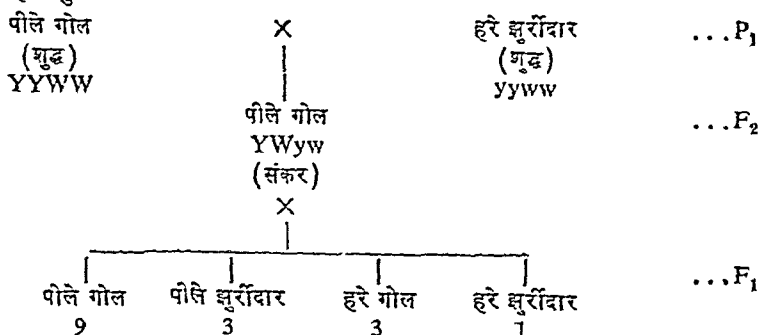 पीले गोल × हरे झुर्रीदार ...P₁
(शुद्ध) (शुद्ध)
YYWW yyww
पीले गोल ...F₂
YWyw
(संकर)
×
पीले गोल पीले झुर्रीदार हरे गोल हरे झुर्रीदार ...F₁
9 3 3 1